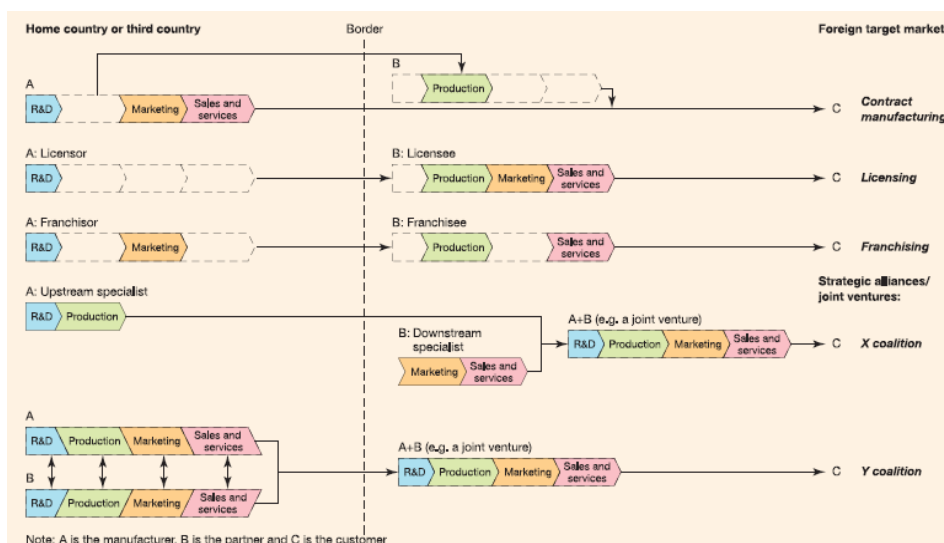 Home country or third country
Border
Foreign target market
A
R&D
Marketing
Sales and
services
B
Production
C
Contract
manufacturing
A: Licensor
R&D
B: Licensee
Production
Marketing
Sales and
services
C
Licensing
A: Franchisor
R&D
Marketing
B: Franchisee
Production
Sales and
services
C
Franchising
Strategic alliances/
joint ventures:
A: Upstream specialist
R&D
Production
B: Downstream
specialist
Marketing
Sales and
services
A+B (e.g. a joint venture)
R&D
Production
Marketing
Sales and
services
C
X coalition
A
R&D
Production
Marketing
Sales and
services
B
R&D
Production
Marketing
Sales and
services
A+B (e.g. a joint venture)
R&D
Production
Marketing
Sales and
services
C
Y coalition
Note: A is the manufacturer, B is the partner and C is the customer